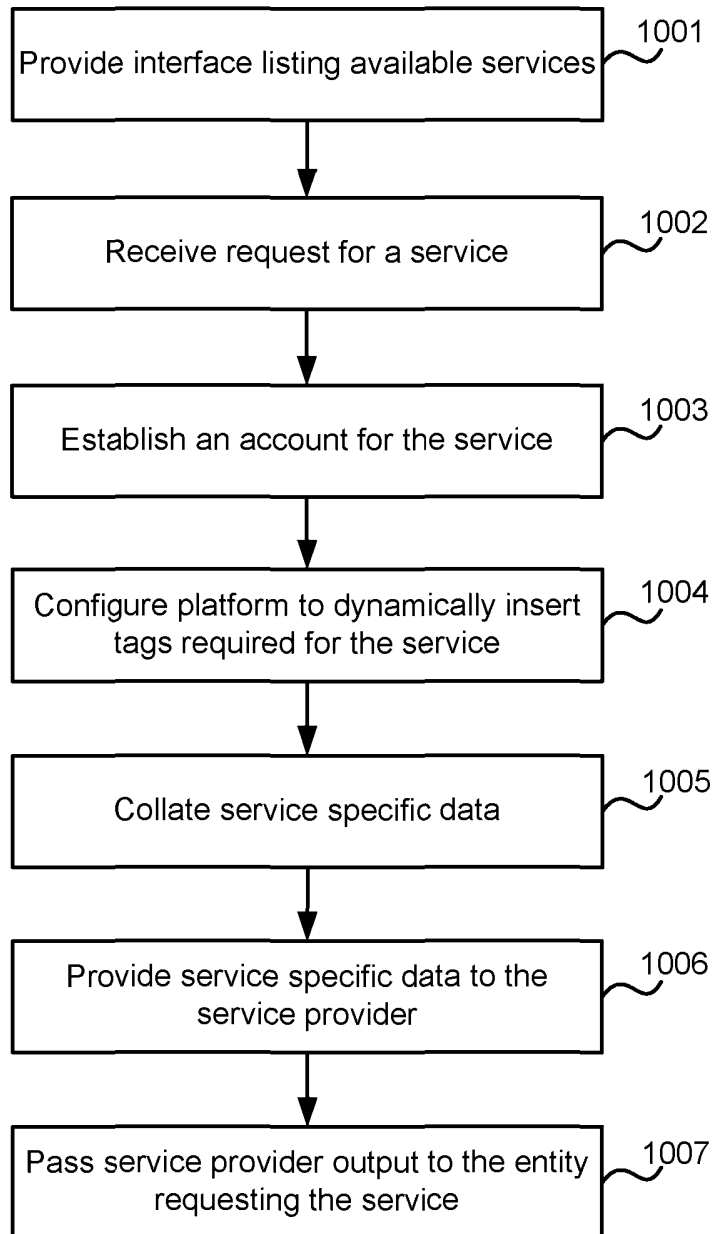 Provide interface listing available services
1001
Receive request for a service
1002
Establish an account for the service
1003
Configure platform to dynamically insert
tags required for the service
1004
Collate service specific data
1005
Provide service specific data to the
service provider
1006
Pass service provider output to the entity
requesting the service
1007